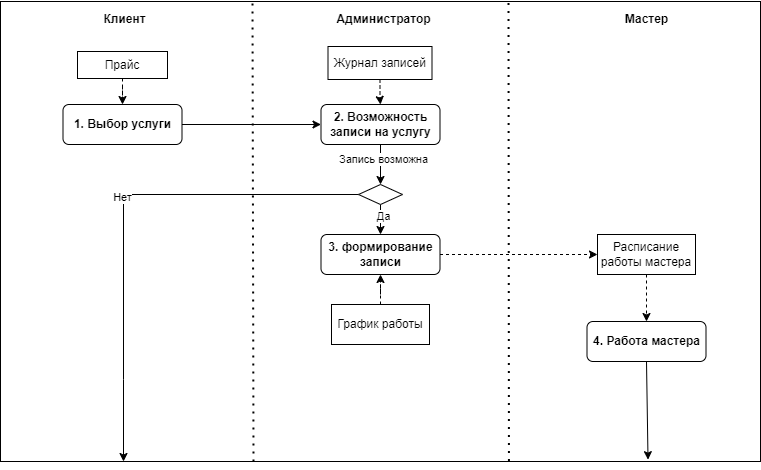 Клиент
Администратор
Мастер
Прайс
Журнал записей
1. Выбор услуги
2. Возможность
записи на услугу
Запись возможна
Нет
Да
3. формирование
записи
Расписание
работы мастера
График работы
4. Работа мастера